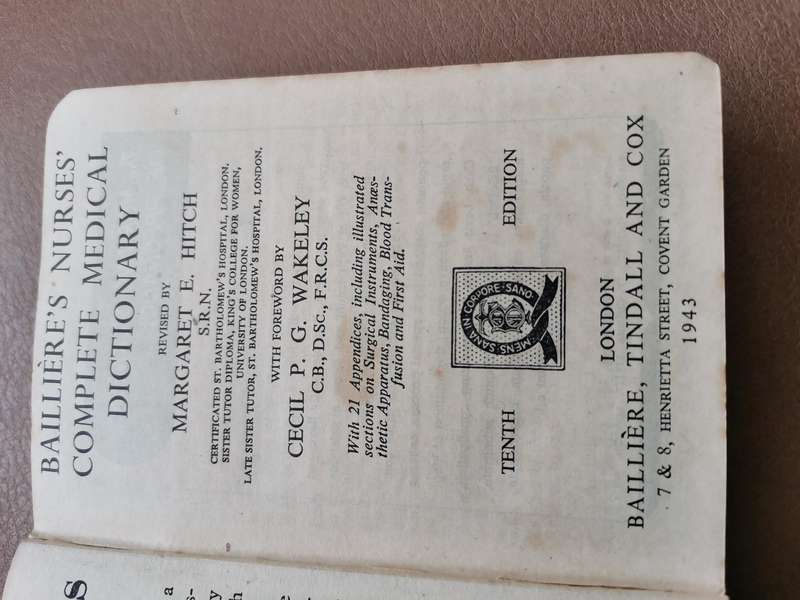 BAILLIÈRE'S NURSES'
COMPLETE MEDICAL
DICTIONARY
REVISED BY
MARGARET E. HITCH
S.R.N.
CERTIFICATED ST. BARTHOLOMEW'S HOSPITAL, LONDON.
SISTER TUTOR DIPLOMA, KING'S COLLEGE FOR WOMEN,
UNIVERSITY OF LONDON.
LATE SISTER TUTOR, ST. BARTHOLOMEW'S HOSPITAL, LONDON.
WITH FOREWORD BY
CECIL P. G. WAKELEY
C.B., D.SC., F.R.C.S.
With 21 Appendices, including illustrated
sections on Surgical Instruments, Anæs-
thetic Apparatus, Bandaging, Blood Trans-
fusion and First Aid.
TENTH EDITION
MENS·SANA·IN CORPORE·SANO
LONDON
BAILLIÈRE, TINDALL AND COX
7 & 8, HENRIETTA STREET, COVENT GARDEN
1943